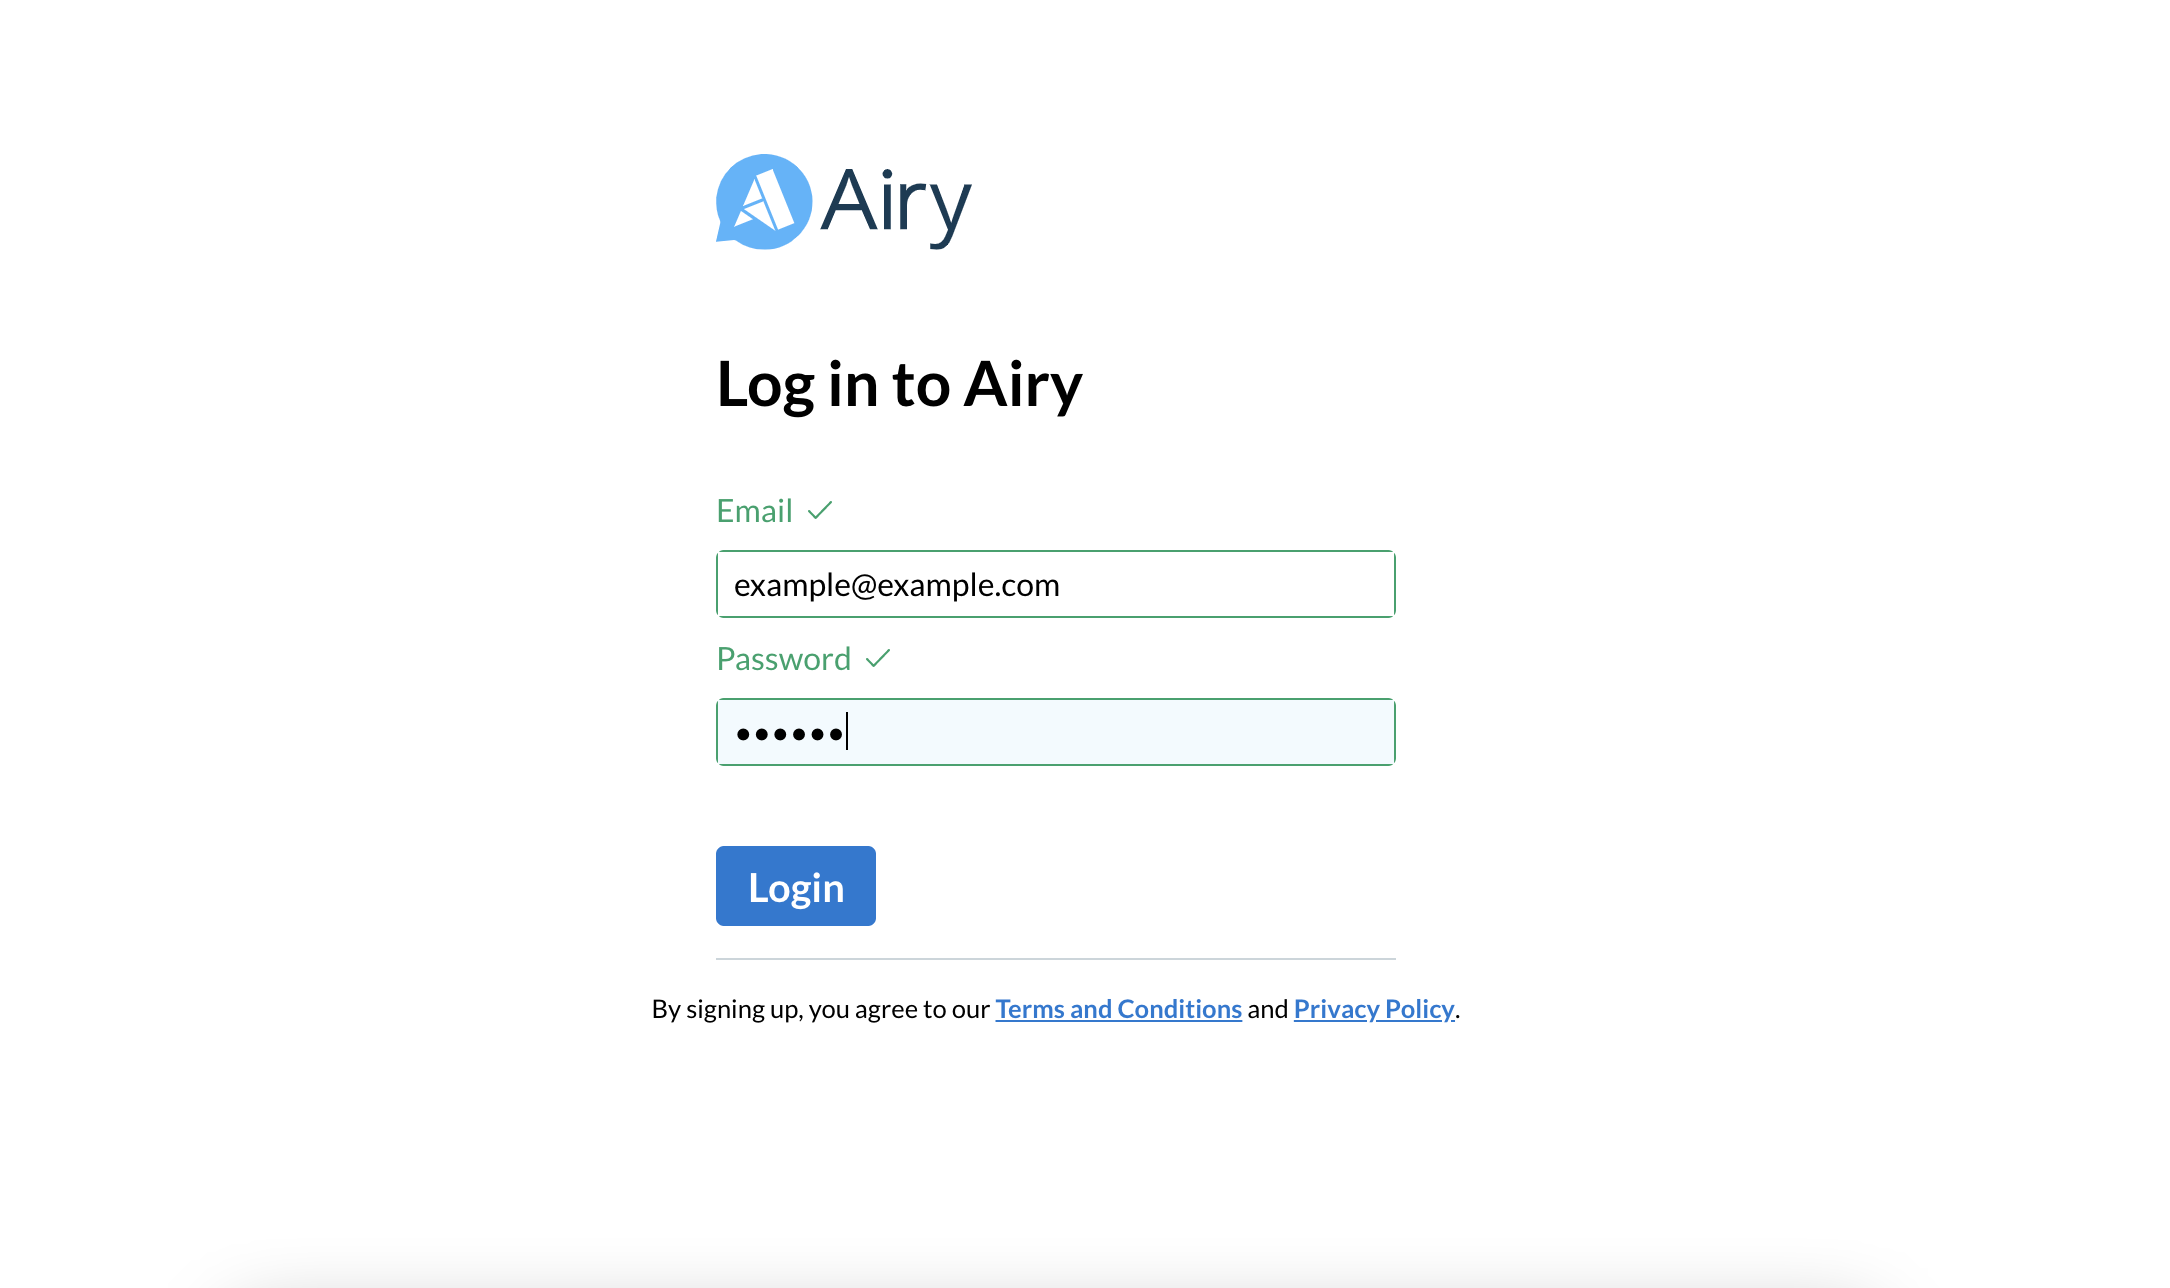 Airy
Log in to Airy
Email
example@example.com
Password
••••••
Login
By signing up, you agree to our Terms and Conditions and Privacy Policy.